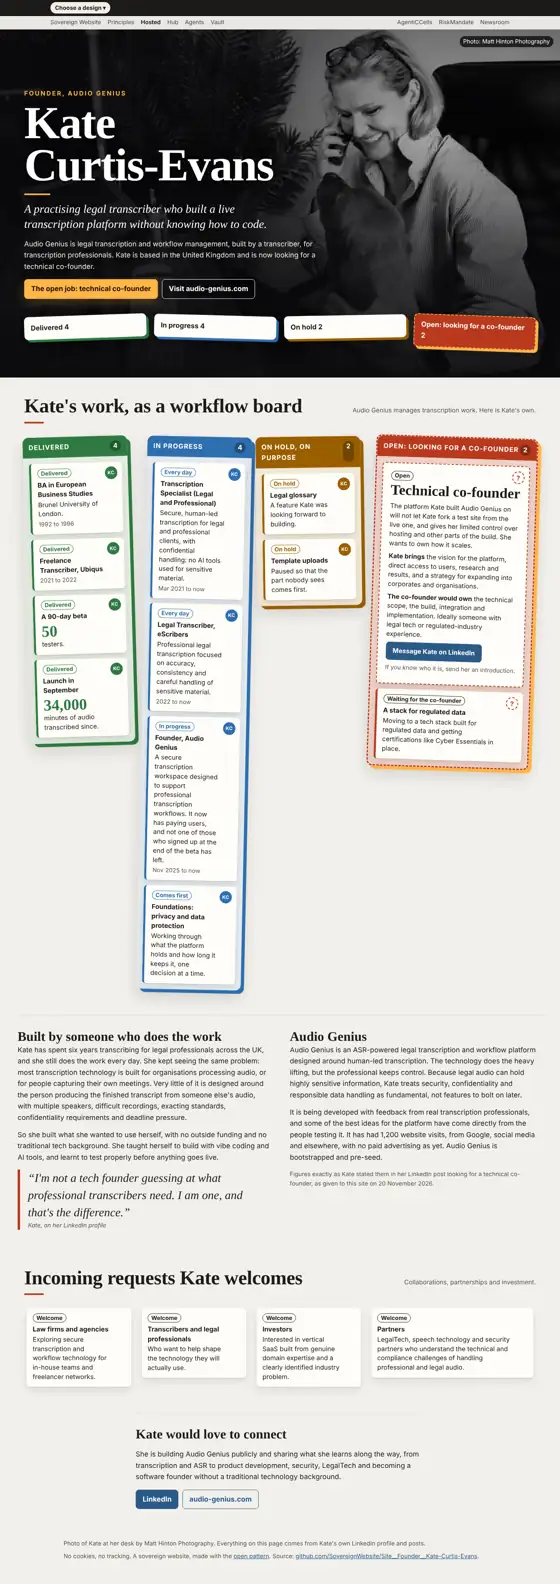 Choose a design ▾
Sovereign Website Principles Hosted Hub Agents Vault
AgentCCells RiskMandate Newsroom
Photo: Matt Hinton Photography
FOUNDER, AUDIO GENIUS
Kate
Curtis-Evans
A practising legal transcriber who built a live
transcription platform without knowing how to code.
Audio Genius is legal transcription and workflow management, built by a transcriber, for
transcription professionals. Kate is based in the United Kingdom and is now looking for a
technical co-founder.
The open job: technical co-founder
Visit audio-genius.com
Delivered 4
In progress 4
On hold 2
Open: looking for a co-founder
2
Kate's work, as a workflow board
Audio Genius manages transcription work. Here is Kate's own.
DELIVERED 4
Delivered KC
BA in European
Business Studies
Brunel University of
London.
1992 to 1996
Delivered KC
Freelance
Transcriber, Ubiqus
2021 to 2022
Delivered KC
A 90-day beta
50
testers.
Delivered KC
Launch in
September
34,000
minutes of audio
transcribed since.
IN PROGRESS 4
Every day KC
Transcription
Specialist (Legal
and Professional)
Secure, human-led
transcription for legal
and professional
clients, with
confidential
handling; no AI tools
used for sensitive
material.
Mar 2021 to now
Every day KC
Legal Transcriber,
eScribers
Professional legal
transcription focused
on accuracy,
consistency and
careful handling of
sensitive material.
2022 to now
In progress KC
Founder, Audio
Genius
A secure
transcription
workspace designed
to support
professional
transcription
workflows. It now
has paying users,
and not one of those
who signed up at the
end of the beta has
left.
Nov 2025 to now
Comes first KC
Foundations:
privacy and data
protection
Working through
what the platform
holds and how long it
keeps it, one
decision at a time.
ON HOLD, ON
PURPOSE 2
On hold KC
Legal glossary
A feature Kate was
looking forward to
building.
On hold KC
Template uploads
Paused so that the
part nobody sees
comes first.
OPEN: LOOKING FOR A CO-FOUNDER 2
Open ?
Technical co-founder
The platform Kate built Audio Genius on
will not let Kate fork a test site from the
live one, and gives her limited control over
hosting and other parts of the build. She
wants to own how it scales.
Kate brings the vision for the platform,
direct access to users, research and
results, and a strategy for expanding into
corporates and organisations.
The co-founder would own the technical
scope, the build, integration and
implementation. Ideally someone with
legal tech or regulated-industry
experience.
Message Kate on LinkedIn
If you know who it is, send her an introduction.
Waiting for the co-founder ?
A stack for regulated data
Moving to a tech stack built for
regulated data and getting
certifications like Cyber Essentials in
place.
Built by someone who does the work
Kate has spent six years transcribing for legal professionals across the UK,
and she still does the work every day. She kept seeing the same problem:
most transcription technology is built for organisations processing audio, or
for people capturing their own meetings. Very little of it is designed around
the person producing the finished transcript from someone else's audio,
with multiple speakers, difficult recordings, exacting standards,
confidentiality requirements and deadline pressure.
So she built what she wanted to use herself, with no outside funding and no
traditional tech background. She taught herself to build with vibe coding and
AI tools, and learnt to test properly before anything goes live.
“I'm not a tech founder guessing at what
professional transcribers need. I am one, and
that's the difference.”
Kate, on her LinkedIn profile
Audio Genius
Audio Genius is an ASR-powered legal transcription and workflow platform
designed around human-led transcription. The technology does the heavy
lifting, but the professional keeps control. Because legal audio can hold
highly sensitive information, Kate treats security, confidentiality and
responsible data handling as fundamental, not features to bolt on later.
It is being developed with feedback from real transcription professionals,
and some of the best ideas for the platform have come directly from the
people testing it. It has had 1,200 website visits, from Google, social media
and elsewhere, with no paid advertising as yet. Audio Genius is
bootstrapped and pre-seed.
Figures exactly as Kate stated them in her LinkedIn post looking for a technical co-
founder, as given to this site on 20 November 2026.
Incoming requests Kate welcomes
Collaborations, partnerships and investment.
Welcome
Law firms and agencies
Exploring secure
transcription and
workflow technology for
in-house teams and
freelancer networks.
Welcome
Transcribers and legal
professionals
Who want to help shape
the technology they will
actually use.
Welcome
Investors
Interested in vertical
SaaS built from genuine
domain expertise and a
clearly identified industry
problem.
Welcome
Partners
LegalTech, speech technology and security
partners who understand the technical and
compliance challenges of handling
professional and legal audio.
Kate would love to connect
She is building Audio Genius publicly and sharing what she learns along the way, from
transcription and ASR to product development, security, LegalTech and becoming a
software founder without a traditional technology background.
LinkedIn
audio-genius.com
Photo of Kate at her desk by Matt Hinton Photography. Everything on this page comes from Kate's own LinkedIn profile and posts.
No cookies, no tracking. A sovereign website, made with the open pattern. Source: github.com/SovereignWebsite/Site__Founder__Kate-Curtis-Evans.